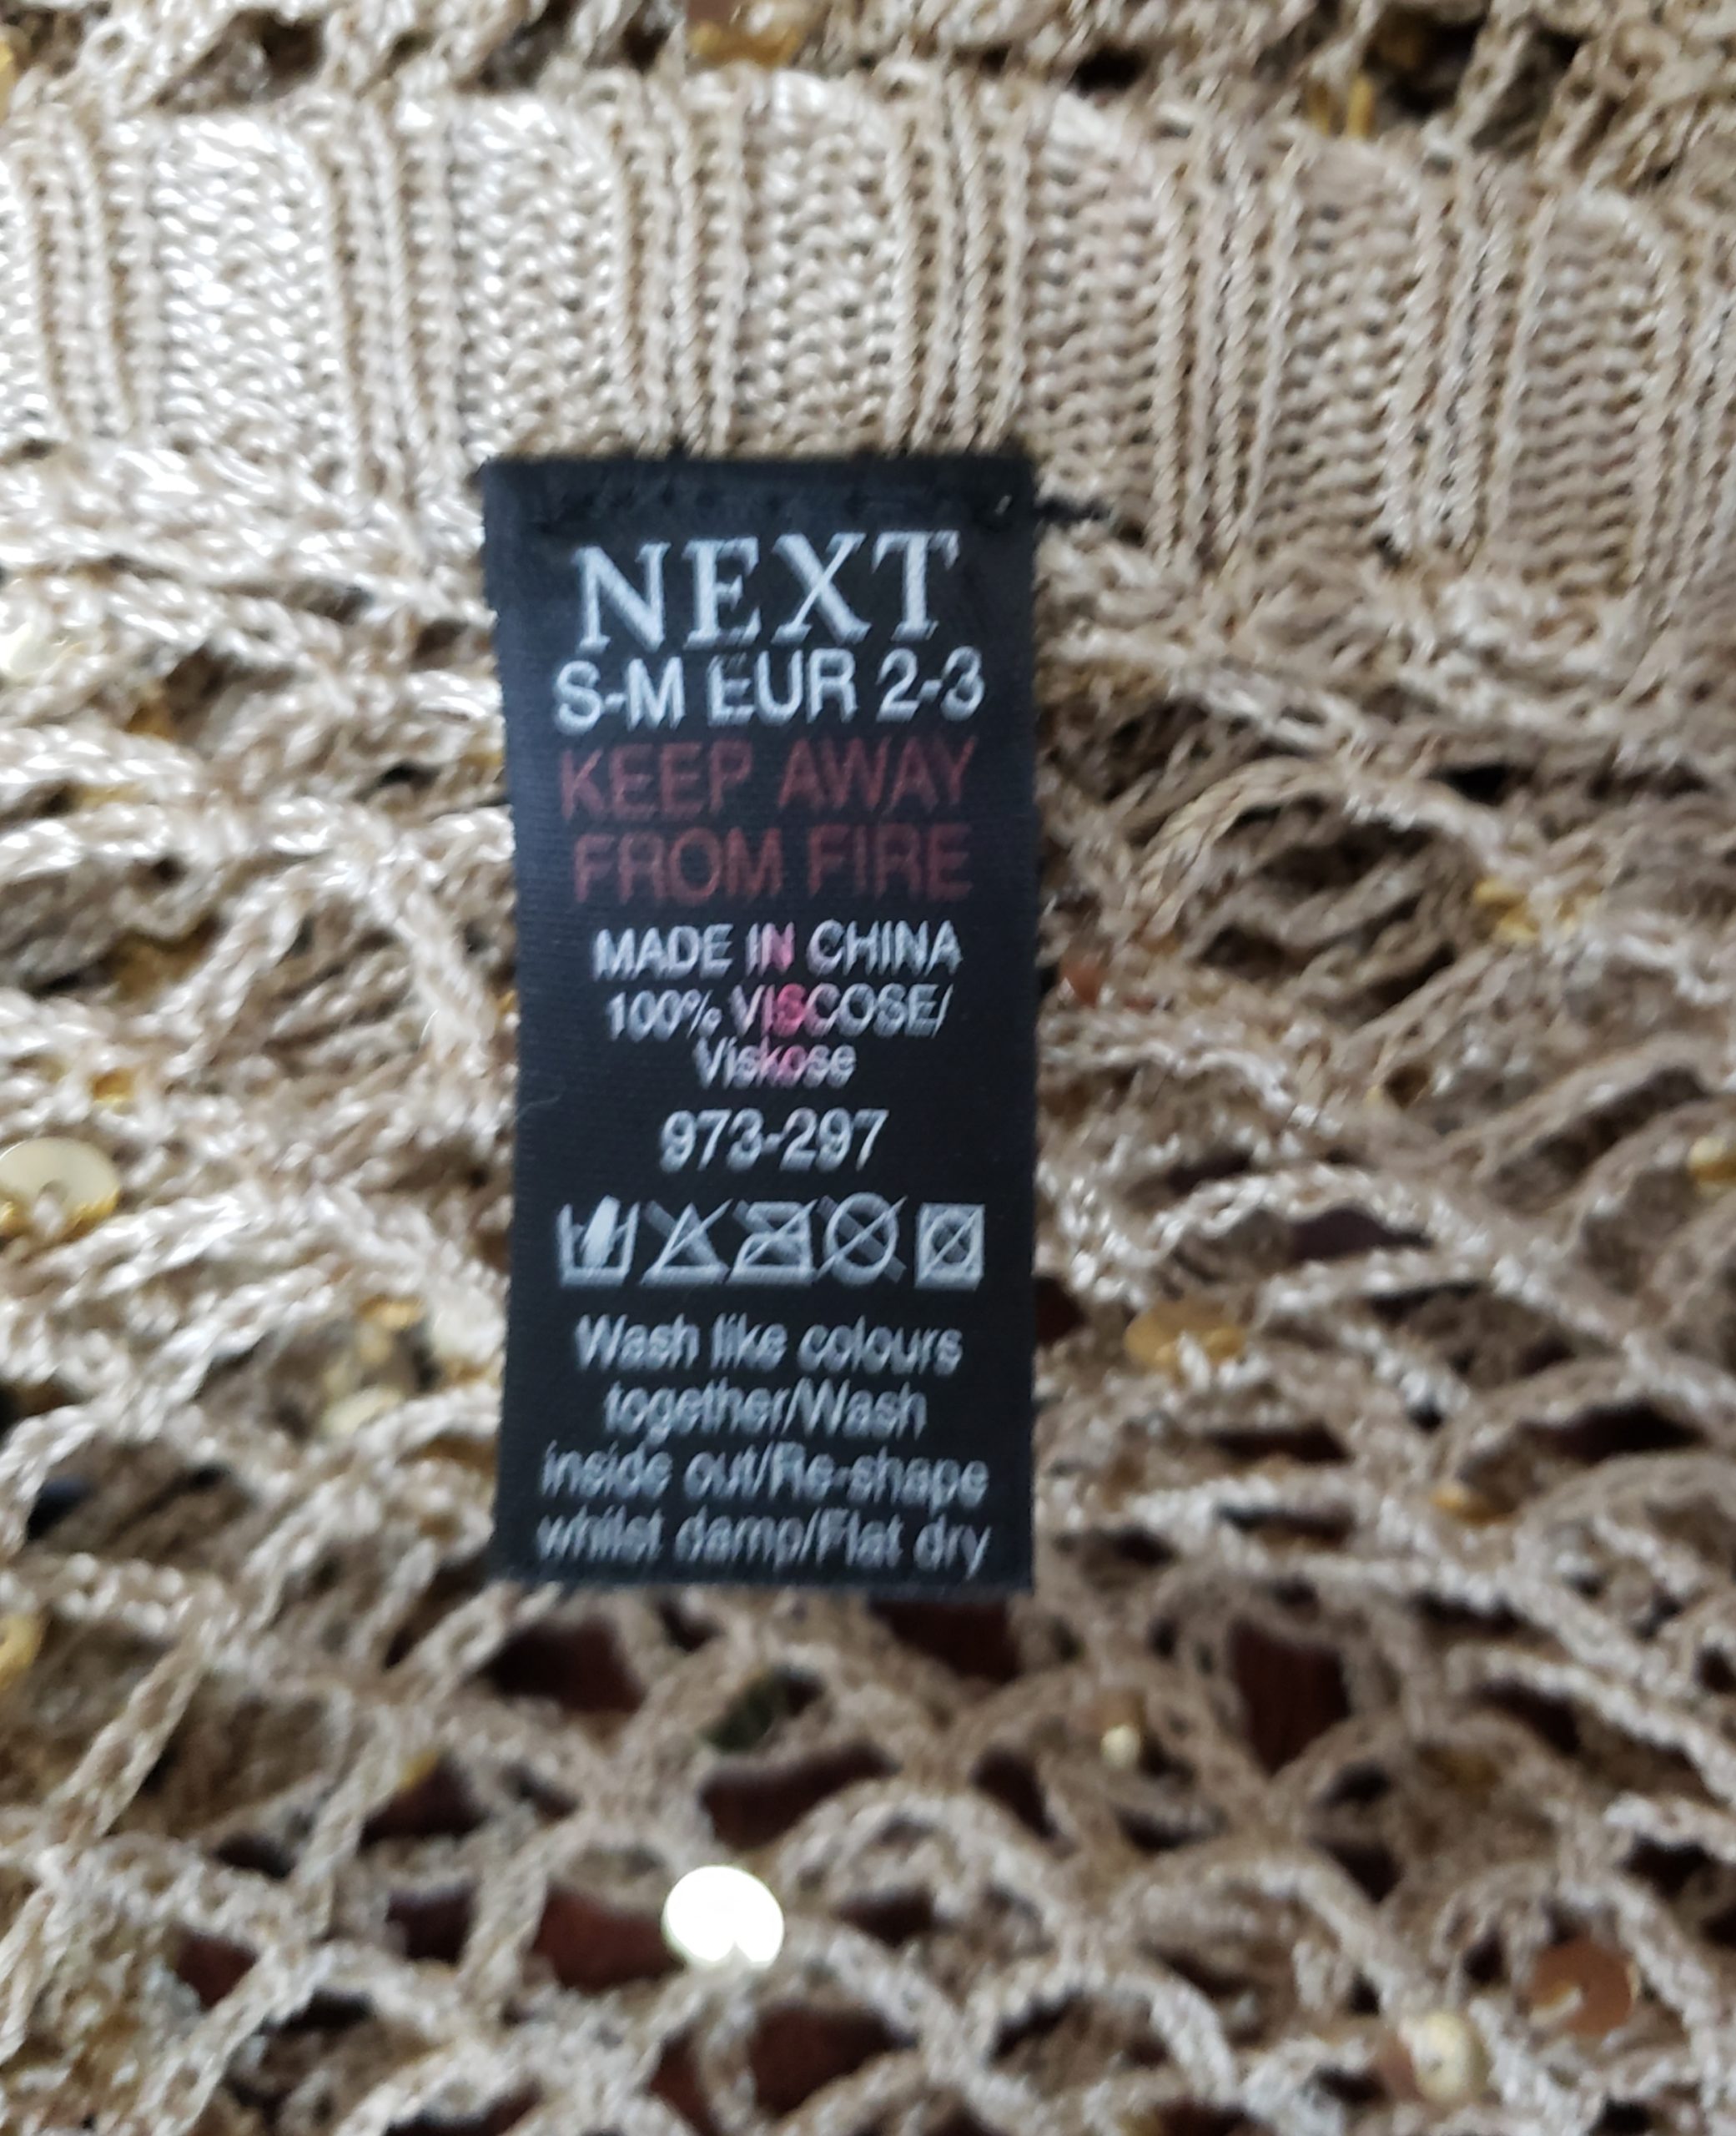 NEXT
S-M EUR 2-3
KEEP AWAY
FROM FIRE
MADE IN CHINA
100% VISCOSE/
Viskose
973-297
Wash like colours
together/Wash
inside out/Re-shape
whilst damp/Flat dry